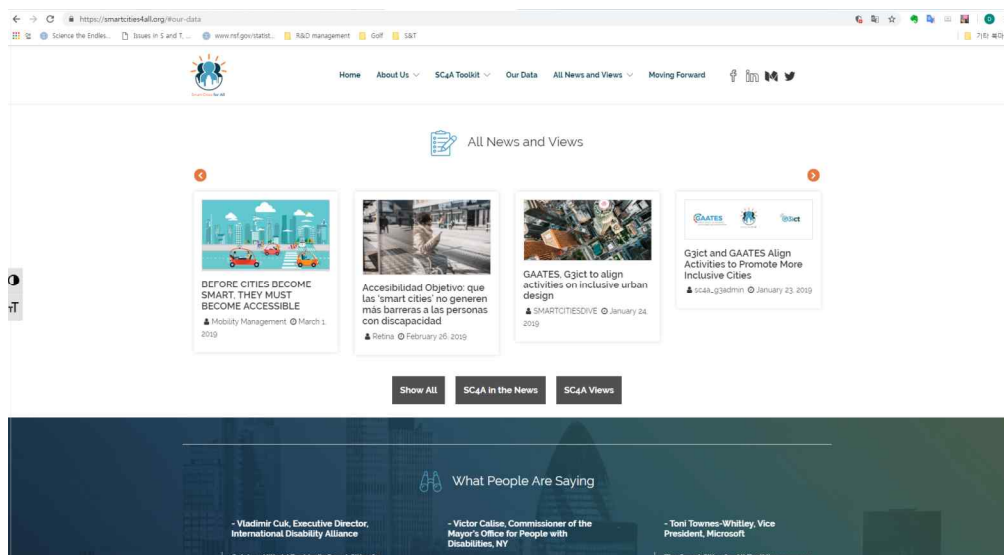 https://smartcities4all.org/#our-data
앱
Science the Endles...
Issues in S and T, ...
www.nsf.gov/statist...
R&D management
Golf
S&T
Home
About Us
SC4A Toolkit
Our Data
All News and Views
Moving Forward
Smart Cities for All
All News and Views
BEFORE CITIES BECOME
SMART, THEY MUST
BECOME ACCESSIBLE
Mobility Management March 1,
2019
Accesibilidad Objetivo: que
las 'smart cities' no generen
más barreras a las personas
con discapacidad
Retina February 26, 2019
GAATES, G3ict to align
activities on inclusive urban
design
SMARTCITIESDIVE January 24,
2019
GAATES
G3ict
G3ict and GAATES Align
Activities to Promote More
Inclusive Cities
sc4a_g3admin January 23, 2019
Show All
SC4A in the News
SC4A Views
What People Are Saying
- Vladimir Cuk, Executive Director,
International Disability Alliance
- Victor Calise, Commissioner of the
Mayor's Office for People with
Disabilities, NY
- Toni Townes-Whitley, Vice
President, Microsoft